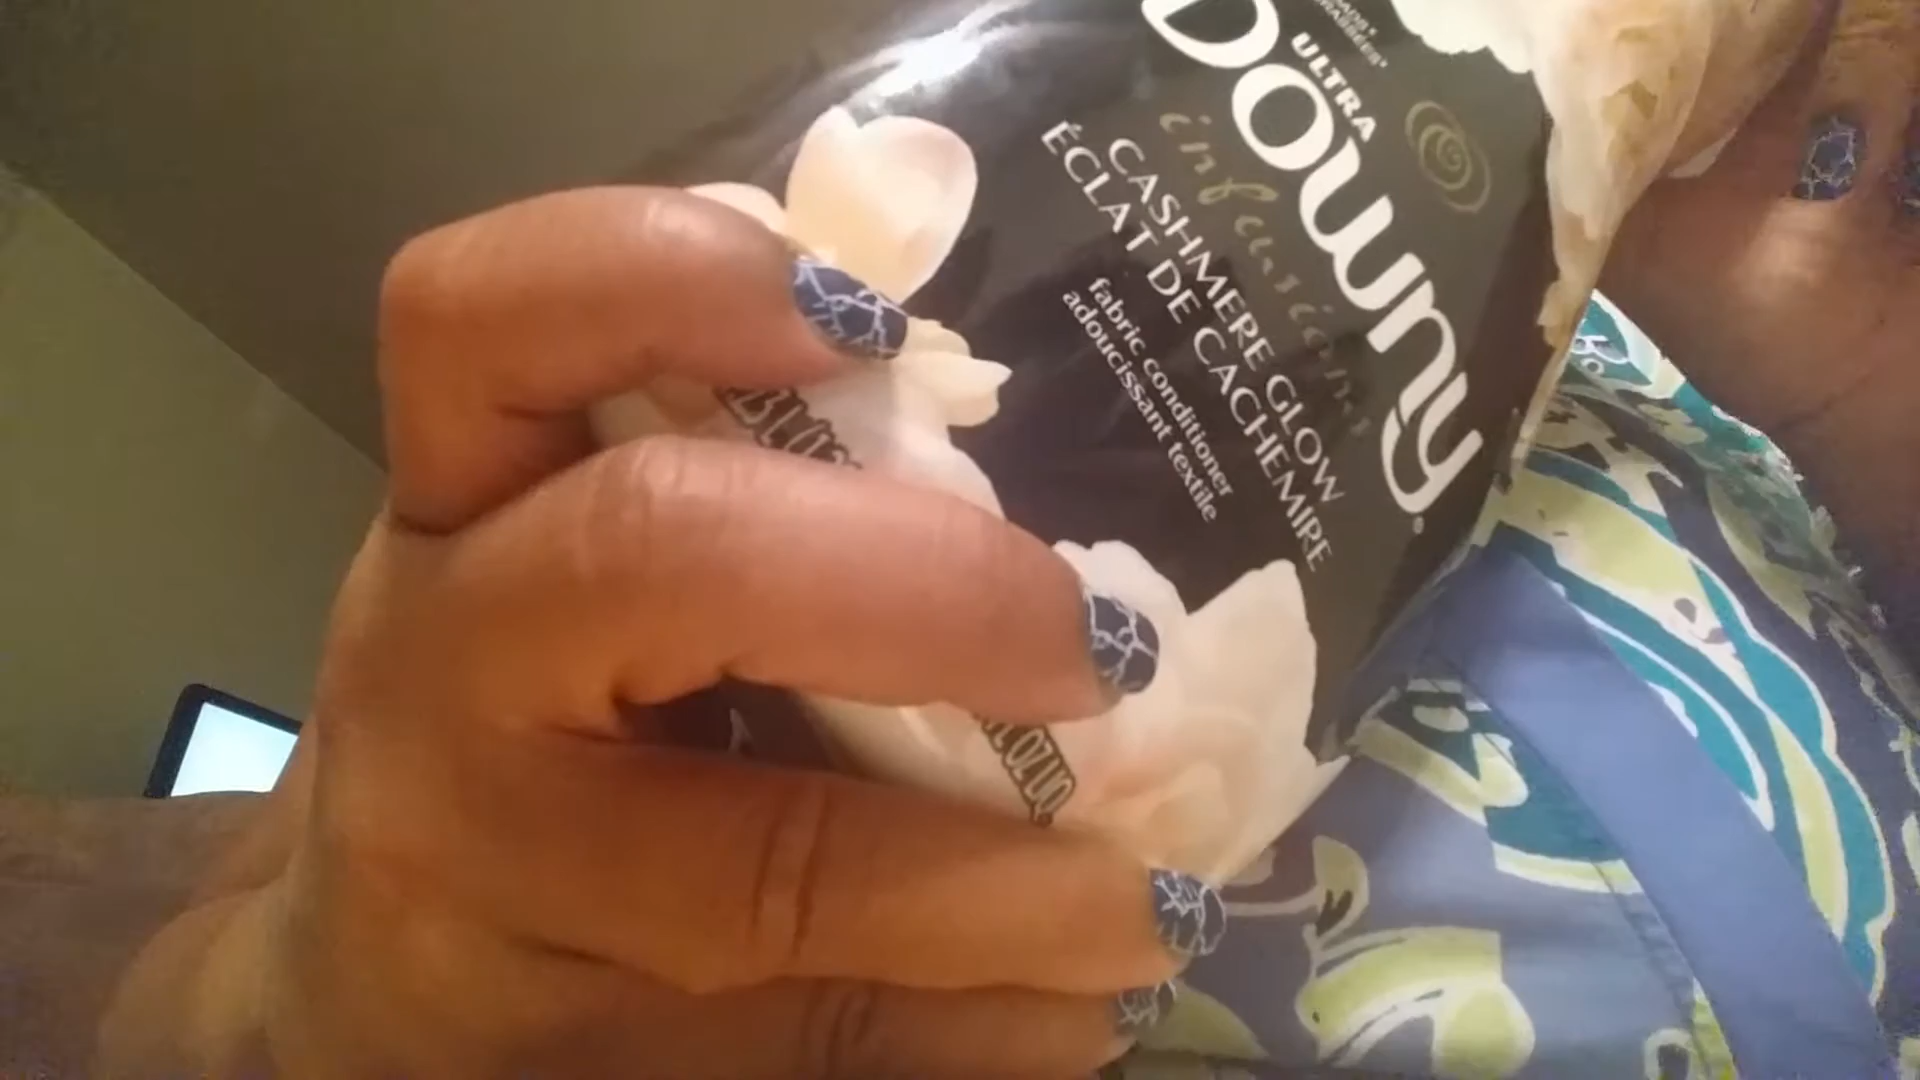 ULTRA
Downy
infusions
CASHMERE GLOW
ÉCLAT DE CACHEMIRE
fabric conditioner
adoucissant textile